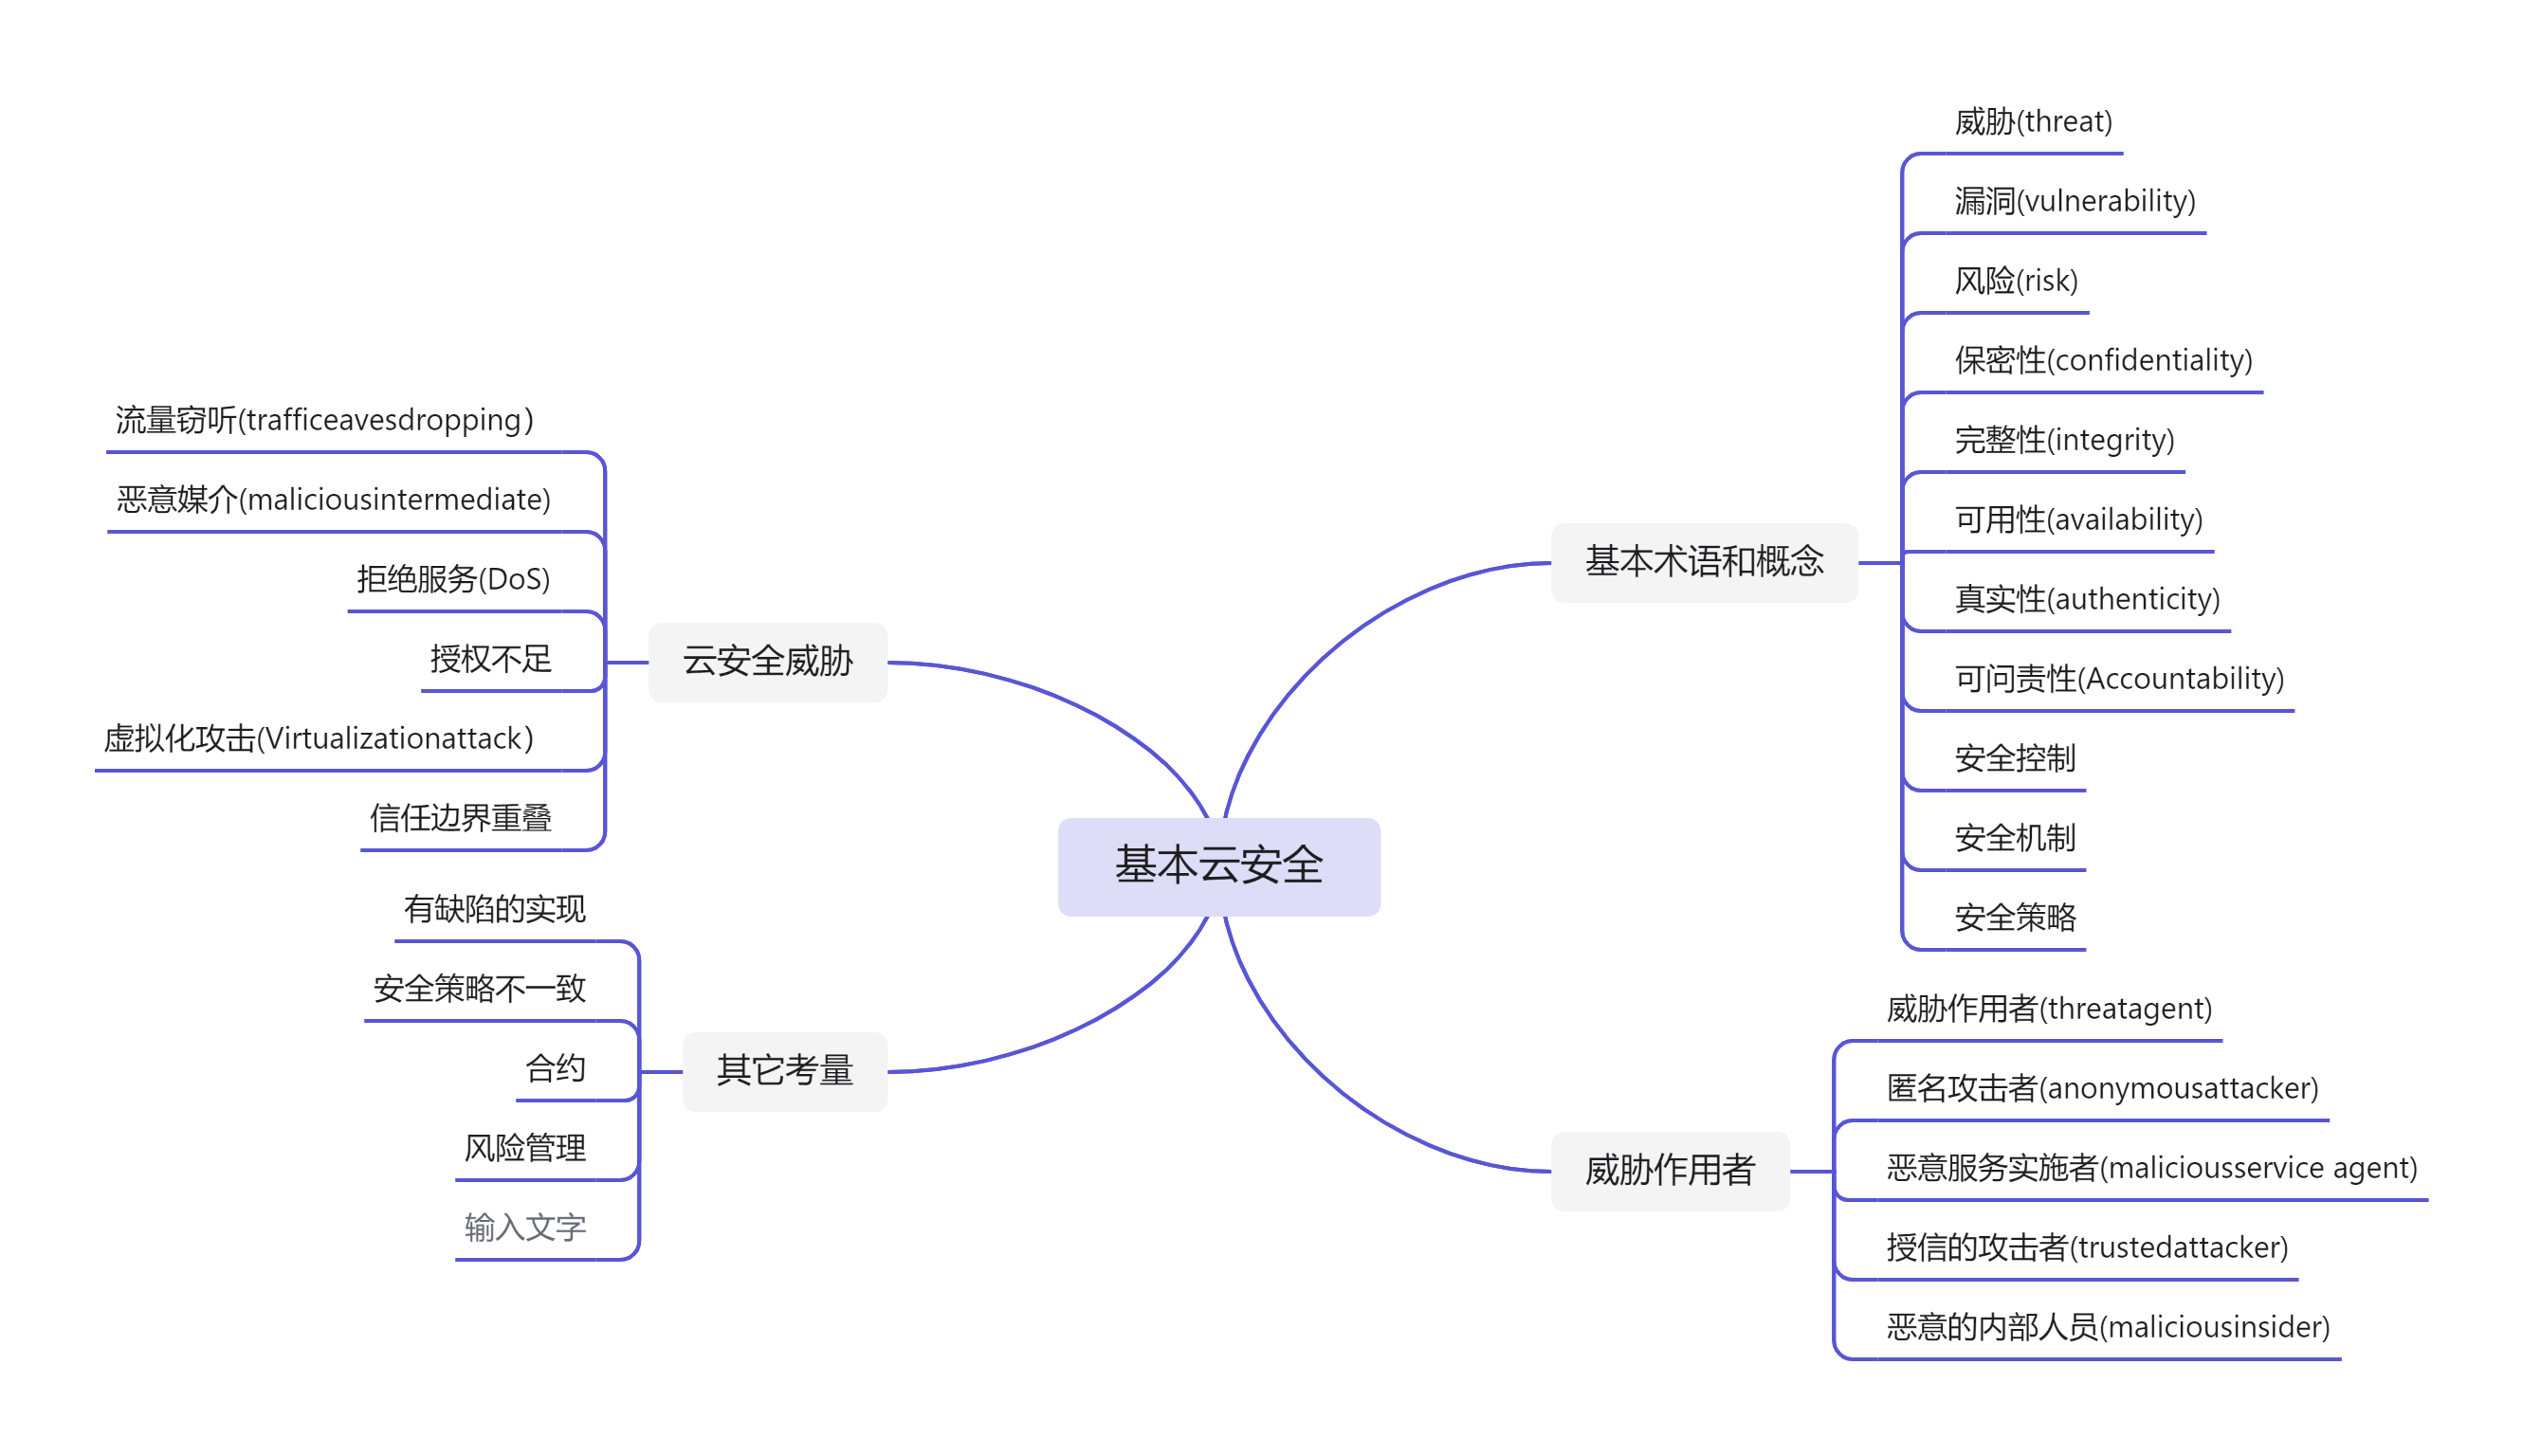 基本云安全
基本术语和概念
威胁(threat)
漏洞(vulnerability)
风险(risk)
保密性(confidentiality)
完整性(integrity)
可用性(availability)
真实性(authenticity)
可问责性(Accountability)
安全控制
安全机制
安全策略
威胁作用者
威胁作用者(threatagent)
匿名攻击者(anonymousattacker)
恶意服务实施者(maliciousservice agent)
授信的攻击者(trustedattacker)
恶意的内部人员(maliciousinsider)
云安全威胁
流量窃听(trafficeavesdropping）
恶意媒介(maliciousintermediate)
拒绝服务(DoS)
授权不足
虚拟化攻击(Virtualizationattack）
信任边界重叠
其它考量
有缺陷的实现
安全策略不一致
合约
风险管理
输入文字